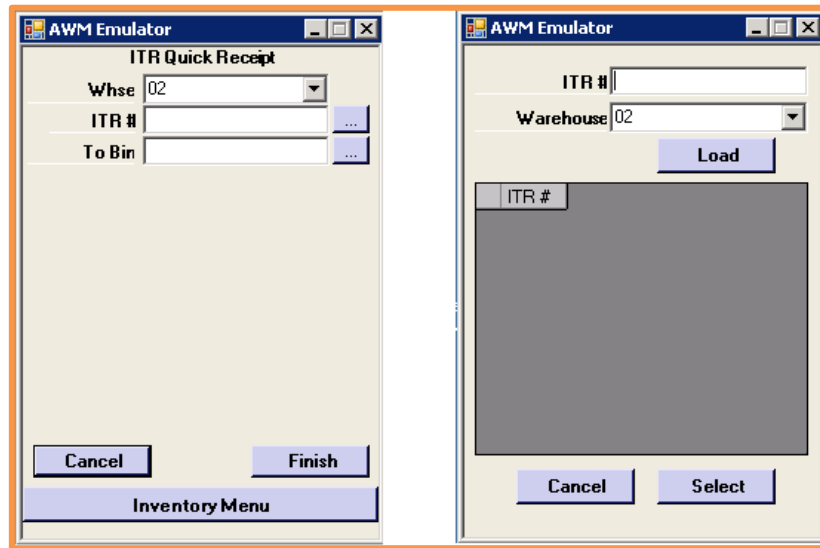 AWM Emulator
ITR Quick Receipt
Whse 02
ITR # ...
To Bin ...
Cancel Finish
Inventory Menu
AWM Emulator
ITR #
Warehouse 02
Load
ITR #
Cancel Select